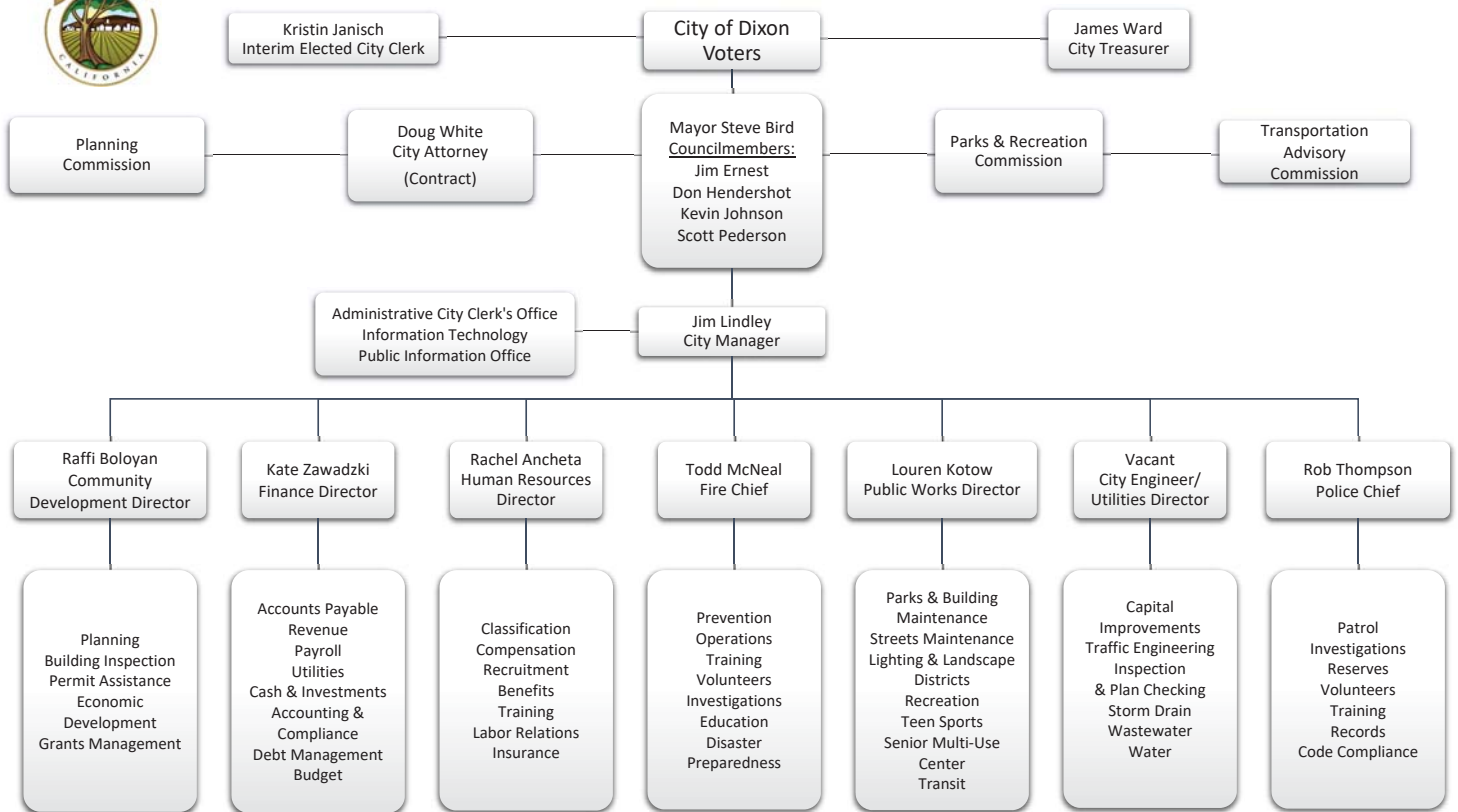 CALIFORNIA
Kristin Janisch
Interim Elected City Clerk
City of Dixon
Voters
James Ward
City Treasurer
Planning
Commission
Doug White
City Attorney
(Contract)
Mayor Steve Bird
Councilmembers:
Jim Ernest
Don Hendershot
Kevin Johnson
Scott Pederson
Parks & Recreation
Commission
Transportation
Advisory
Commission
Administrative City Clerk's Office
Information Technology
Public Information Office
Jim Lindley
City Manager
Raffi Boloyan
Community
Development Director
Kate Zawadzki
Finance Director
Rachel Ancheta
Human Resources
Director
Todd McNeal
Fire Chief
Louren Kotow
Public Works Director
Vacant
City Engineer/
Utilities Director
Rob Thompson
Police Chief
Planning
Building Inspection
Permit Assistance
Economic
Development
Grants Management
Accounts Payable
Revenue
Payroll
Utilities
Cash & Investments
Accounting &
Compliance
Debt Management
Budget
Classification
Compensation
Recruitment
Benefits
Training
Labor Relations
Insurance
Prevention
Operations
Training
Volunteers
Investigations
Education
Disaster
Preparedness
Parks & Building
Maintenance
Streets Maintenance
Lighting & Landscape
Districts
Recreation
Teen Sports
Senior Multi-Use
Center
Transit
Capital
Improvements
Traffic Engineering
Inspection
& Plan Checking
Storm Drain
Wastewater
Water
Patrol
Investigations
Reserves
Volunteers
Training
Records
Code Compliance